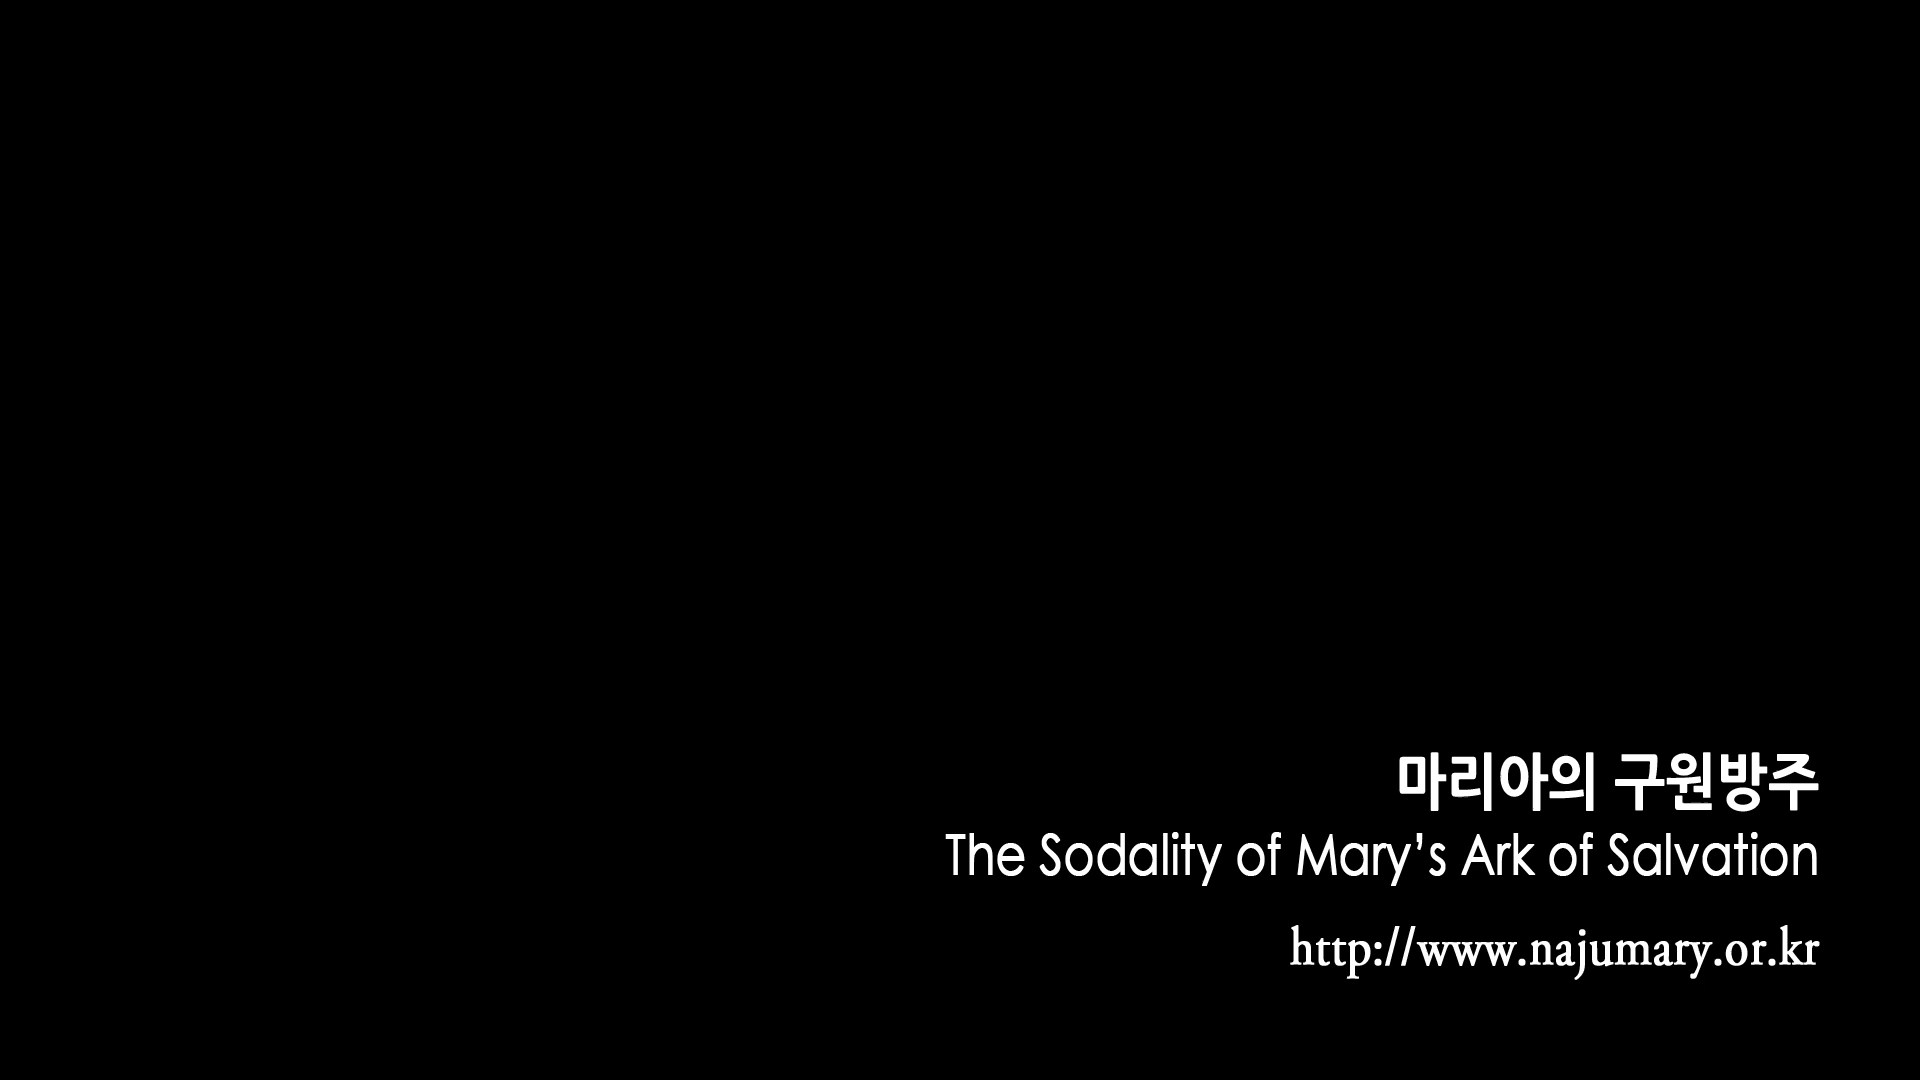 마리아의 구원방주
The Sodality of Mary’s Ark of Salvation
http://www.najumary.or.kr